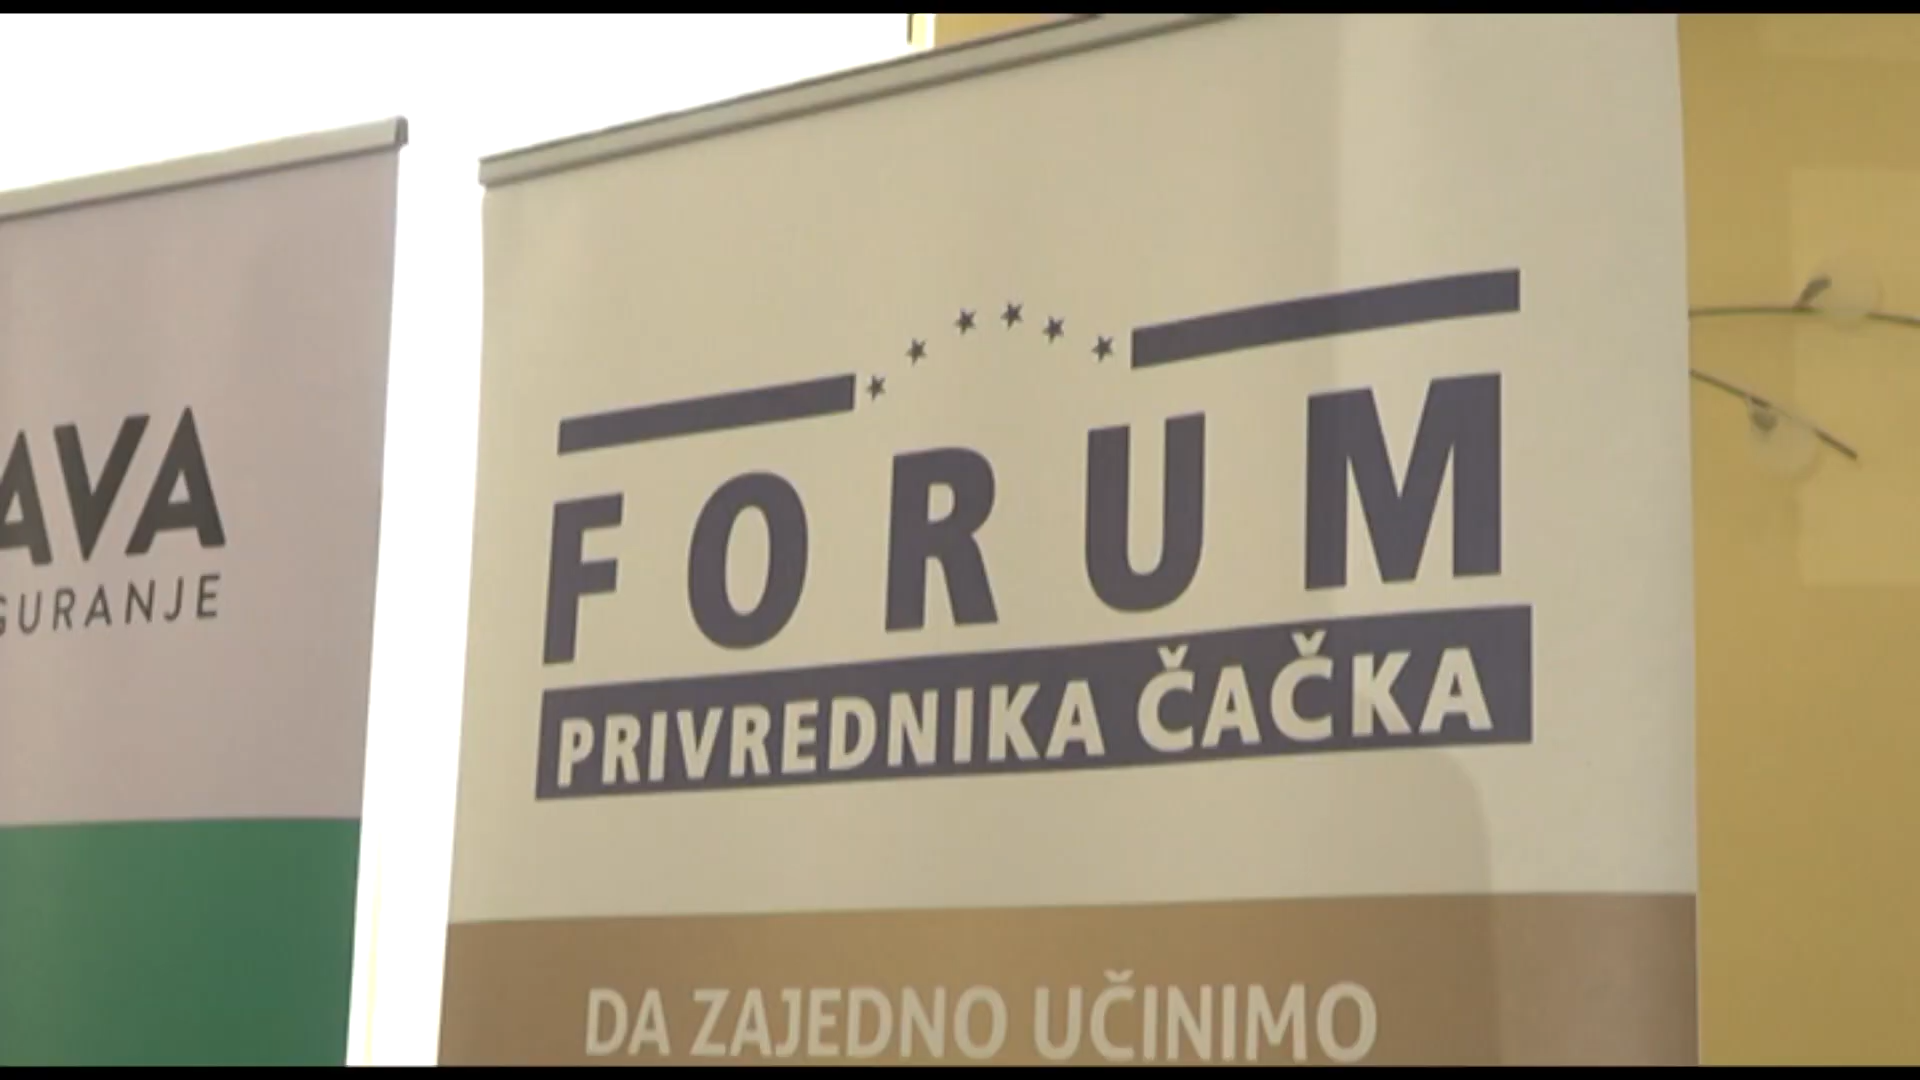 AVA
GURANJE
FORUM
PRIVREDNIKA ČAČKA
DA ZAJEDNO UČINIMO